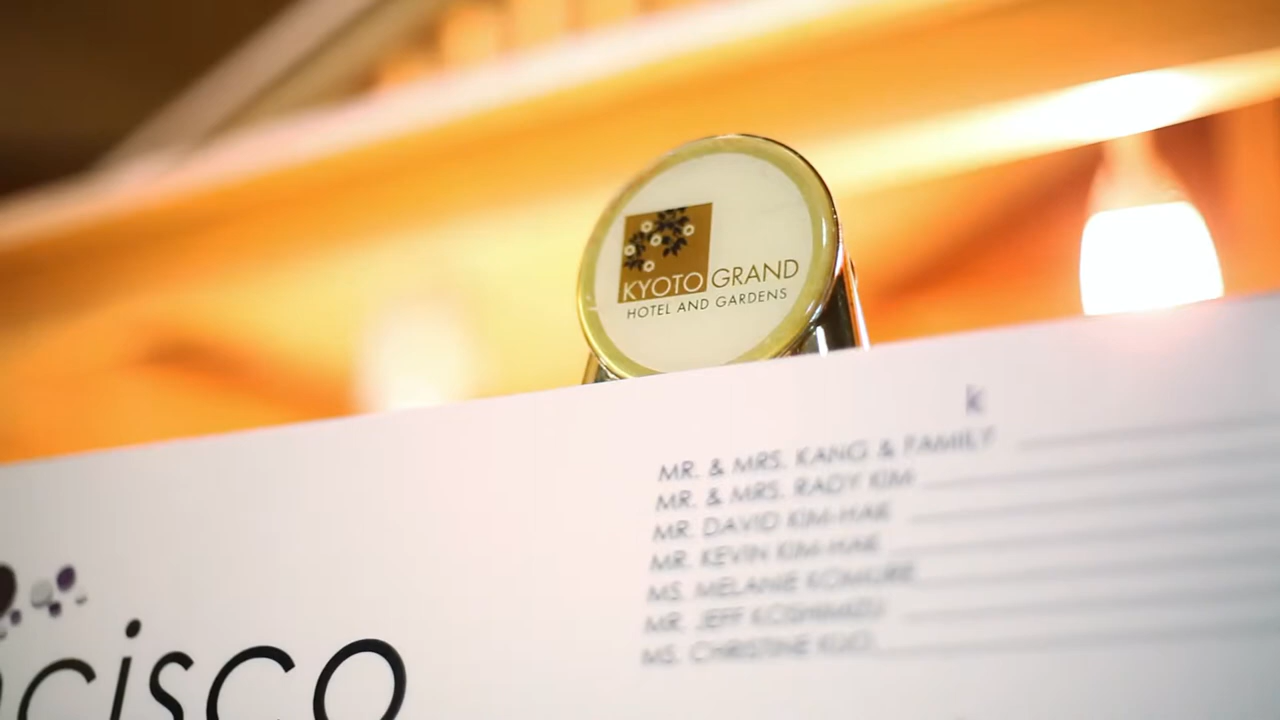 KYOTO GRAND
HOTEL AND GARDENS
k
MR. & MRS. KANG & FAMILY
MR. & MRS. RADY KIM
MR. DAVID KIM-HAE
MR. KEVIN KIM-HAE
MS. MELANIE KOMURE
MR. JEFF KOSHIMIZU
MS. CHRISTINE KUO
cisco